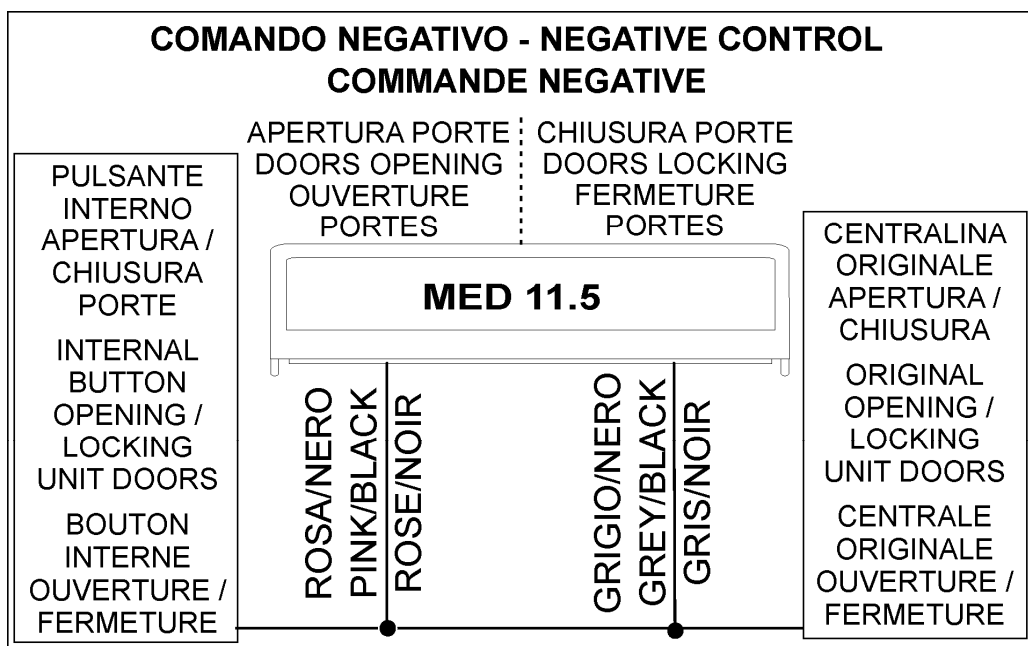 COMANDO NEGATIVO - NEGATIVE CONTROL
COMMANDE NEGATIVE
APERTURA PORTE
DOORS OPENING
OUVERTURE
PORTES
CHIUSURA PORTE
DOORS LOCKING
FERMETURE
PORTES
PULSANTE
INTERNO
APERTURA /
CHIUSURA
PORTE
INTERNAL
BUTTON
OPENING /
LOCKING
UNIT DOORS
BOUTON
INTERNE
OUVERTURE /
FERMETURE
MED 11.5
ROSA/NERO
PINK/BLACK
ROSE/NOIR
GRIGIO/NERO
GREY/BLACK
GRIS/NOIR
CENTRALINA
ORIGINALE
APERTURA /
CHIUSURA
ORIGINAL
OPENING /
LOCKING
UNIT DOORS
CENTRALE
ORIGINALE
OUVERTURE /
FERMETURE